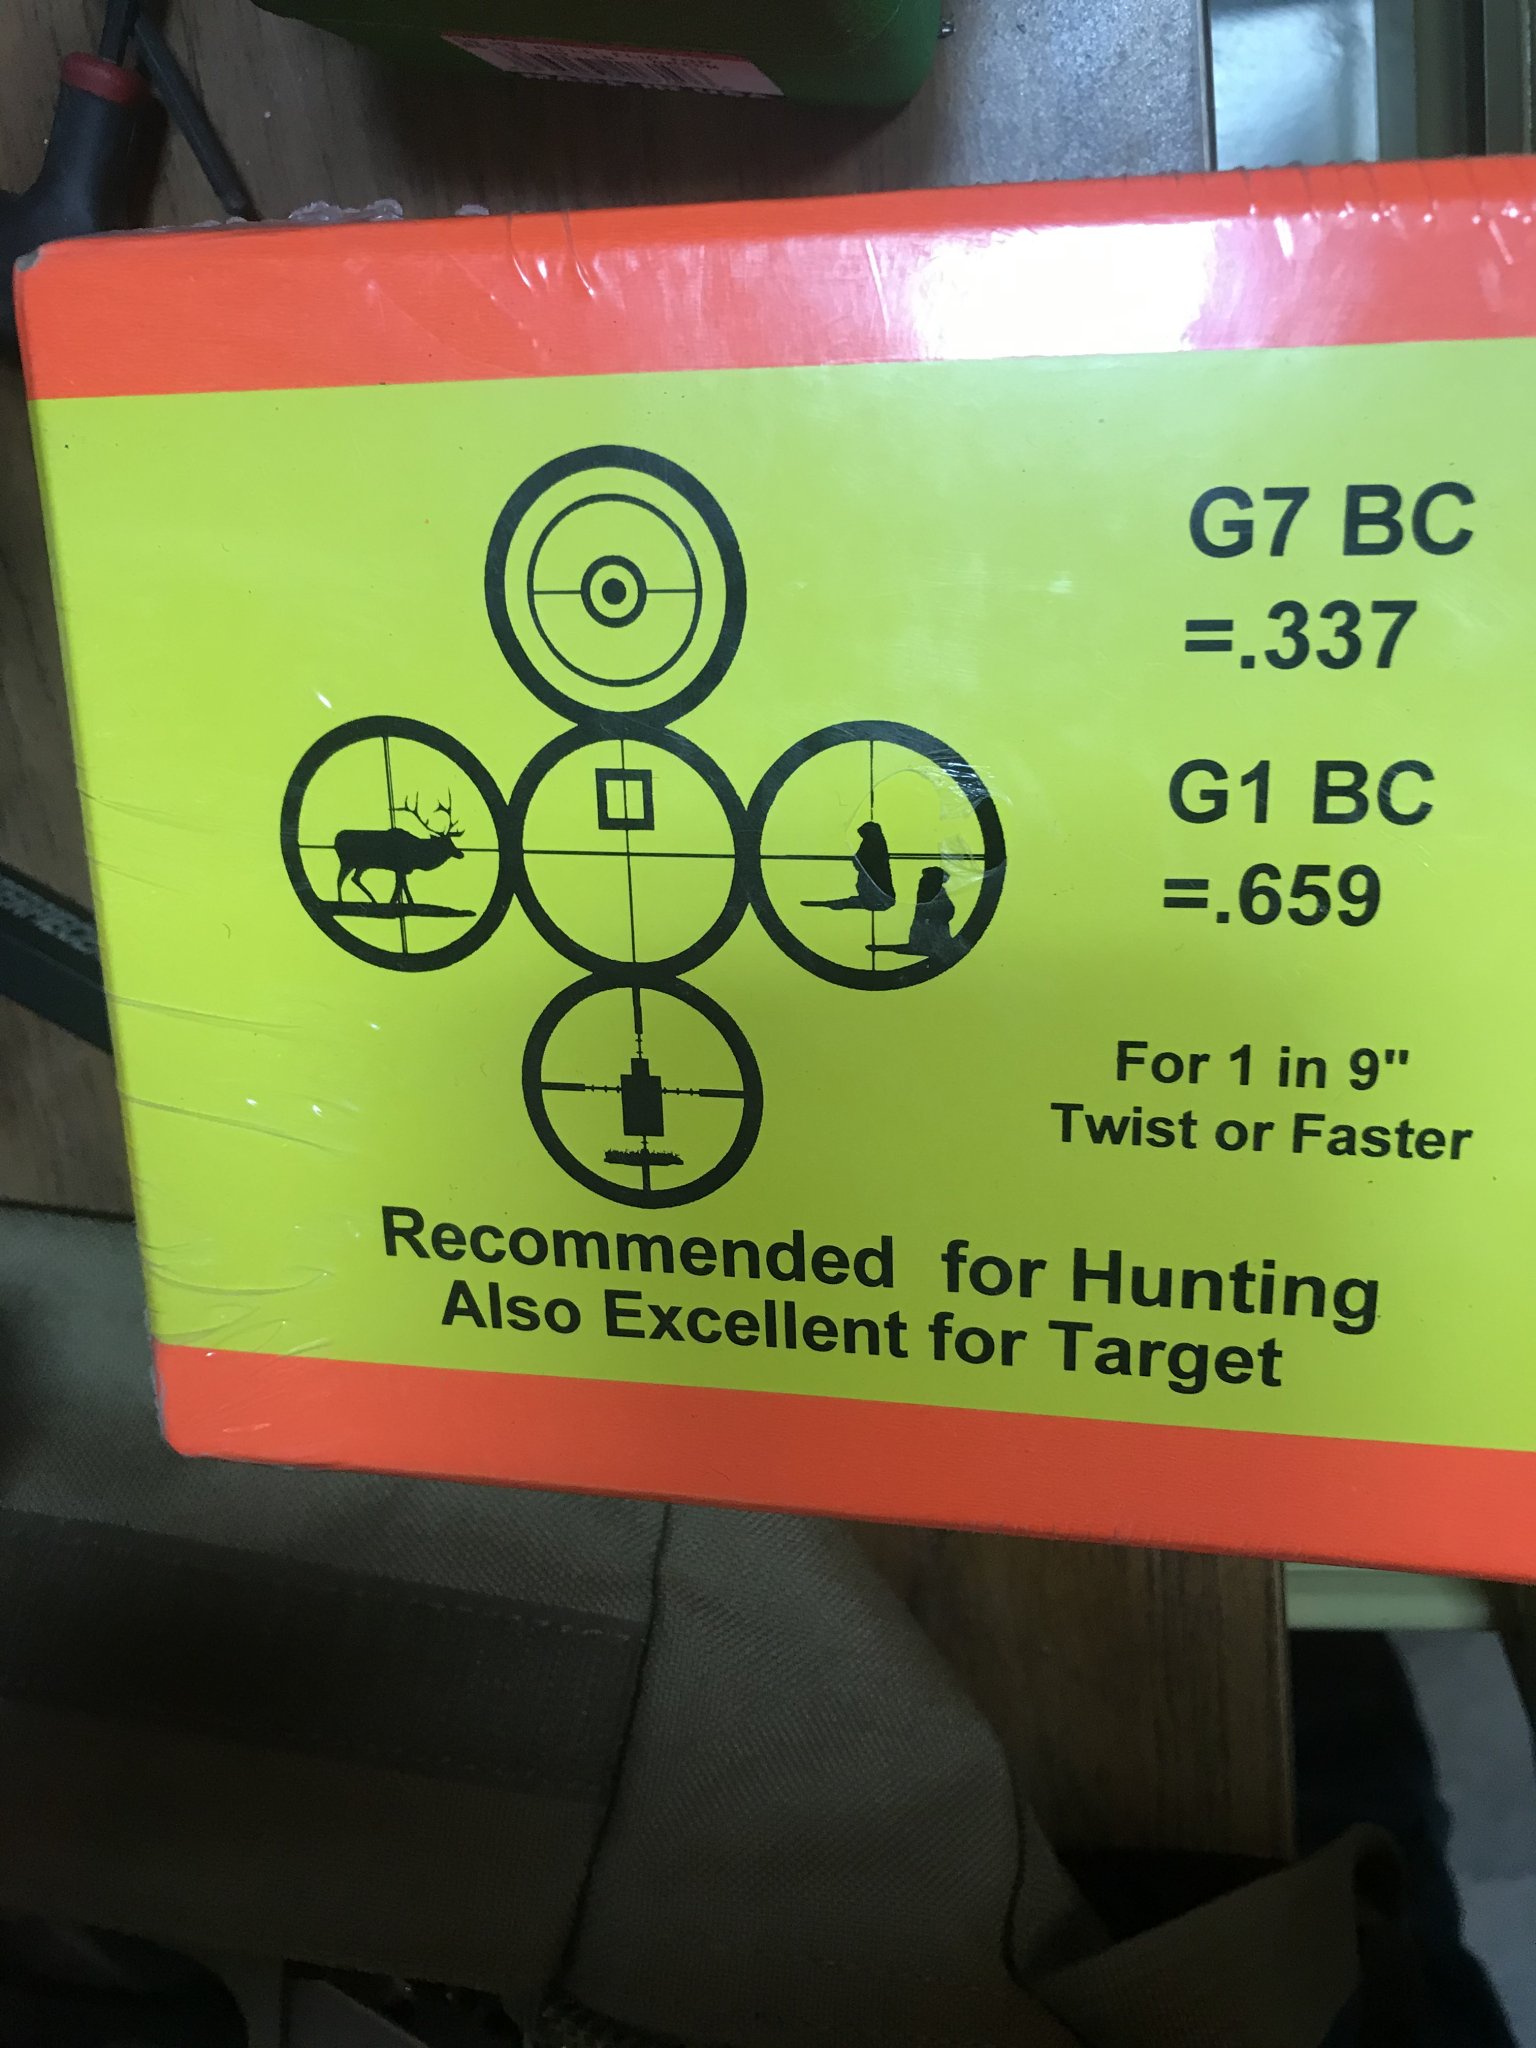 G7 BC
=.337
G1 BC
=.659
For 1 in 9"
Twist or Faster
Recommended for Hunting
Also Excellent for Target